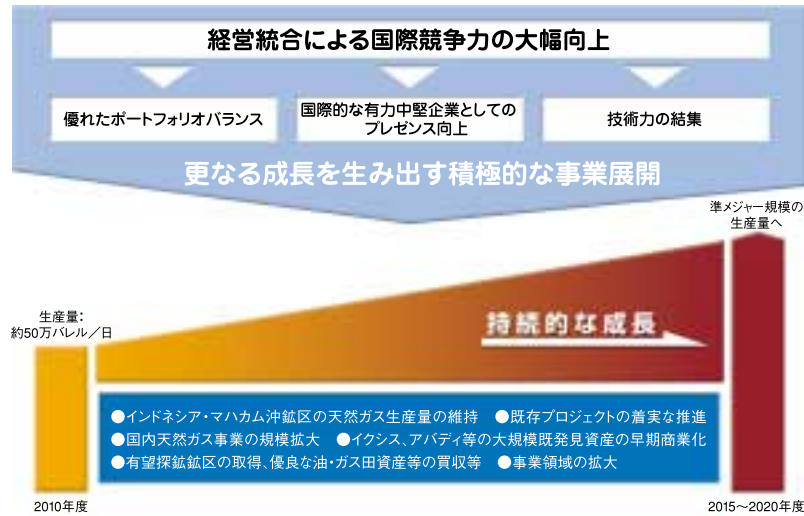 経営統合による国際競争力の大幅向上
優れたポートフォリオバランス
国際的な有力中堅企業としての
プレゼンス向上
技術力の結集
更なる成長を生み出す積極的な事業展開
準メジャー規模の
生産量へ
生産量：
約50万バレル／日
持続的な成長
●インドネシア・マハカム沖鉱区の天然ガス生産量の維持　●既存プロジェクトの着実な推進
●国内天然ガス事業の規模拡大　●イクシス、アバディ等の大規模既発見資産の早期商業化
●有望探鉱鉱区の取得、優良な油・ガス田資産等の買収等　●事業領域の拡大
2010年度
2015～2020年度